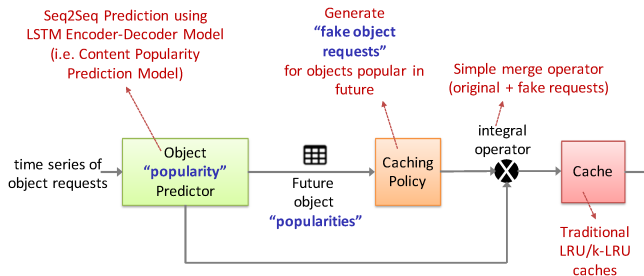 Seq2Seq Prediction using
LSTM Encoder-Decoder Model
(i.e. Content Popularity
Prediction Model)
Generate
“fake object
requests”
for objects popular in
future
Simple merge operator
(original + fake requests)
time series of
object requests
Object
“popularity”
Predictor
Future
object
“popularities”
Caching
Policy
integral
operator
Cache
Traditional
LRU/k-LRU
caches